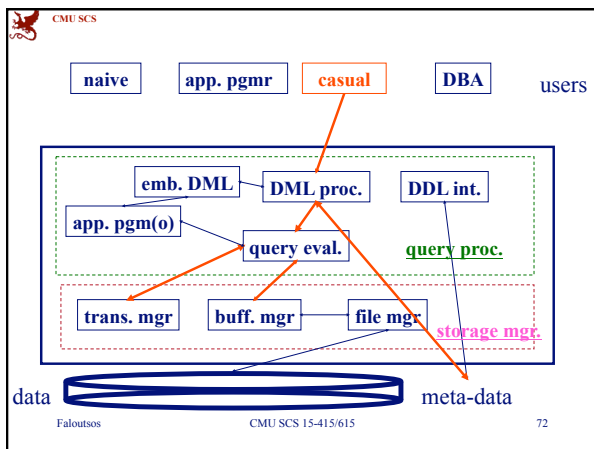 CMU SCS
naive
app. pgmr
casual
DBA
users
emb. DML
DML proc.
DDL int.
app. pgm(o)
query eval.
query proc.
trans. mgr
buff. mgr
file mgr
storage mgr.
data
meta-data
Faloutsos
CMU SCS 15-415/615
72